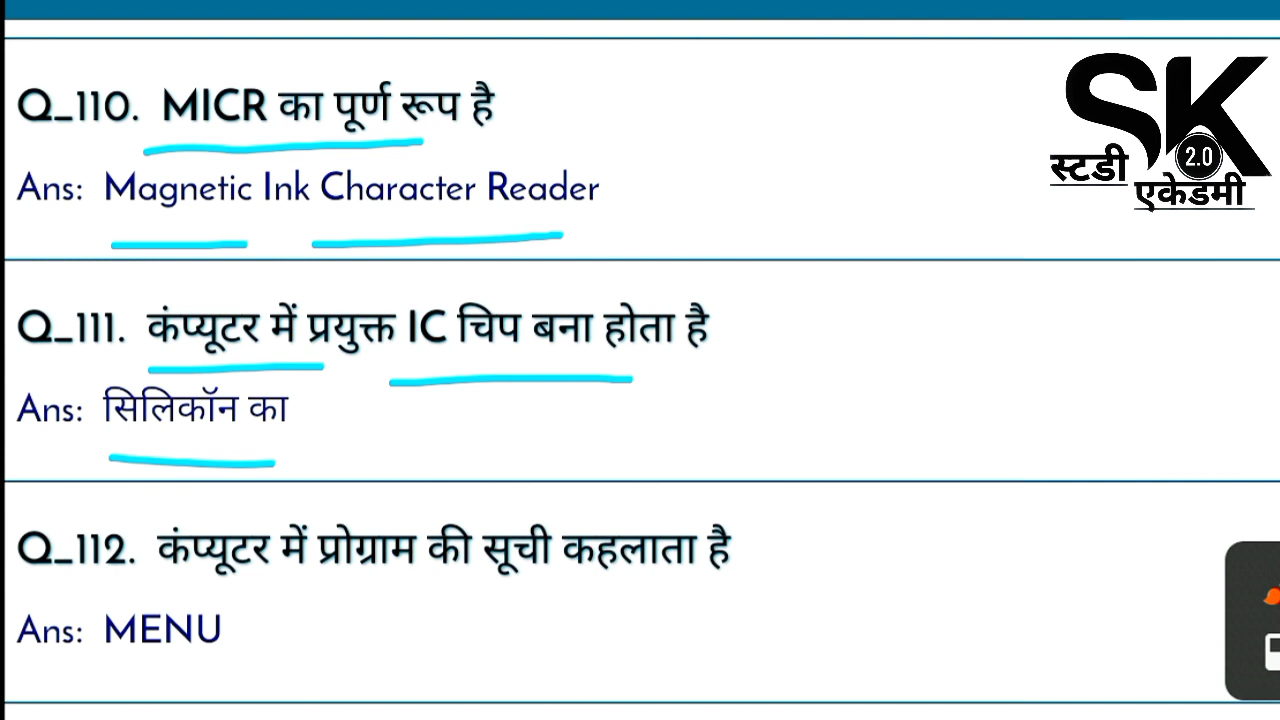 Q_110. MICR का पूर्ण रूप है
Ans: Magnetic Ink Character Reader
Q_111. कंप्यूटर में प्रयुक्त IC चिप बना होता है
Ans: सिलिकॉन का
Q_112. कंप्यूटर में प्रोग्राम की सूची कहलाता है
Ans: MENU
SK
स्टडी 2.0
एकेडमी